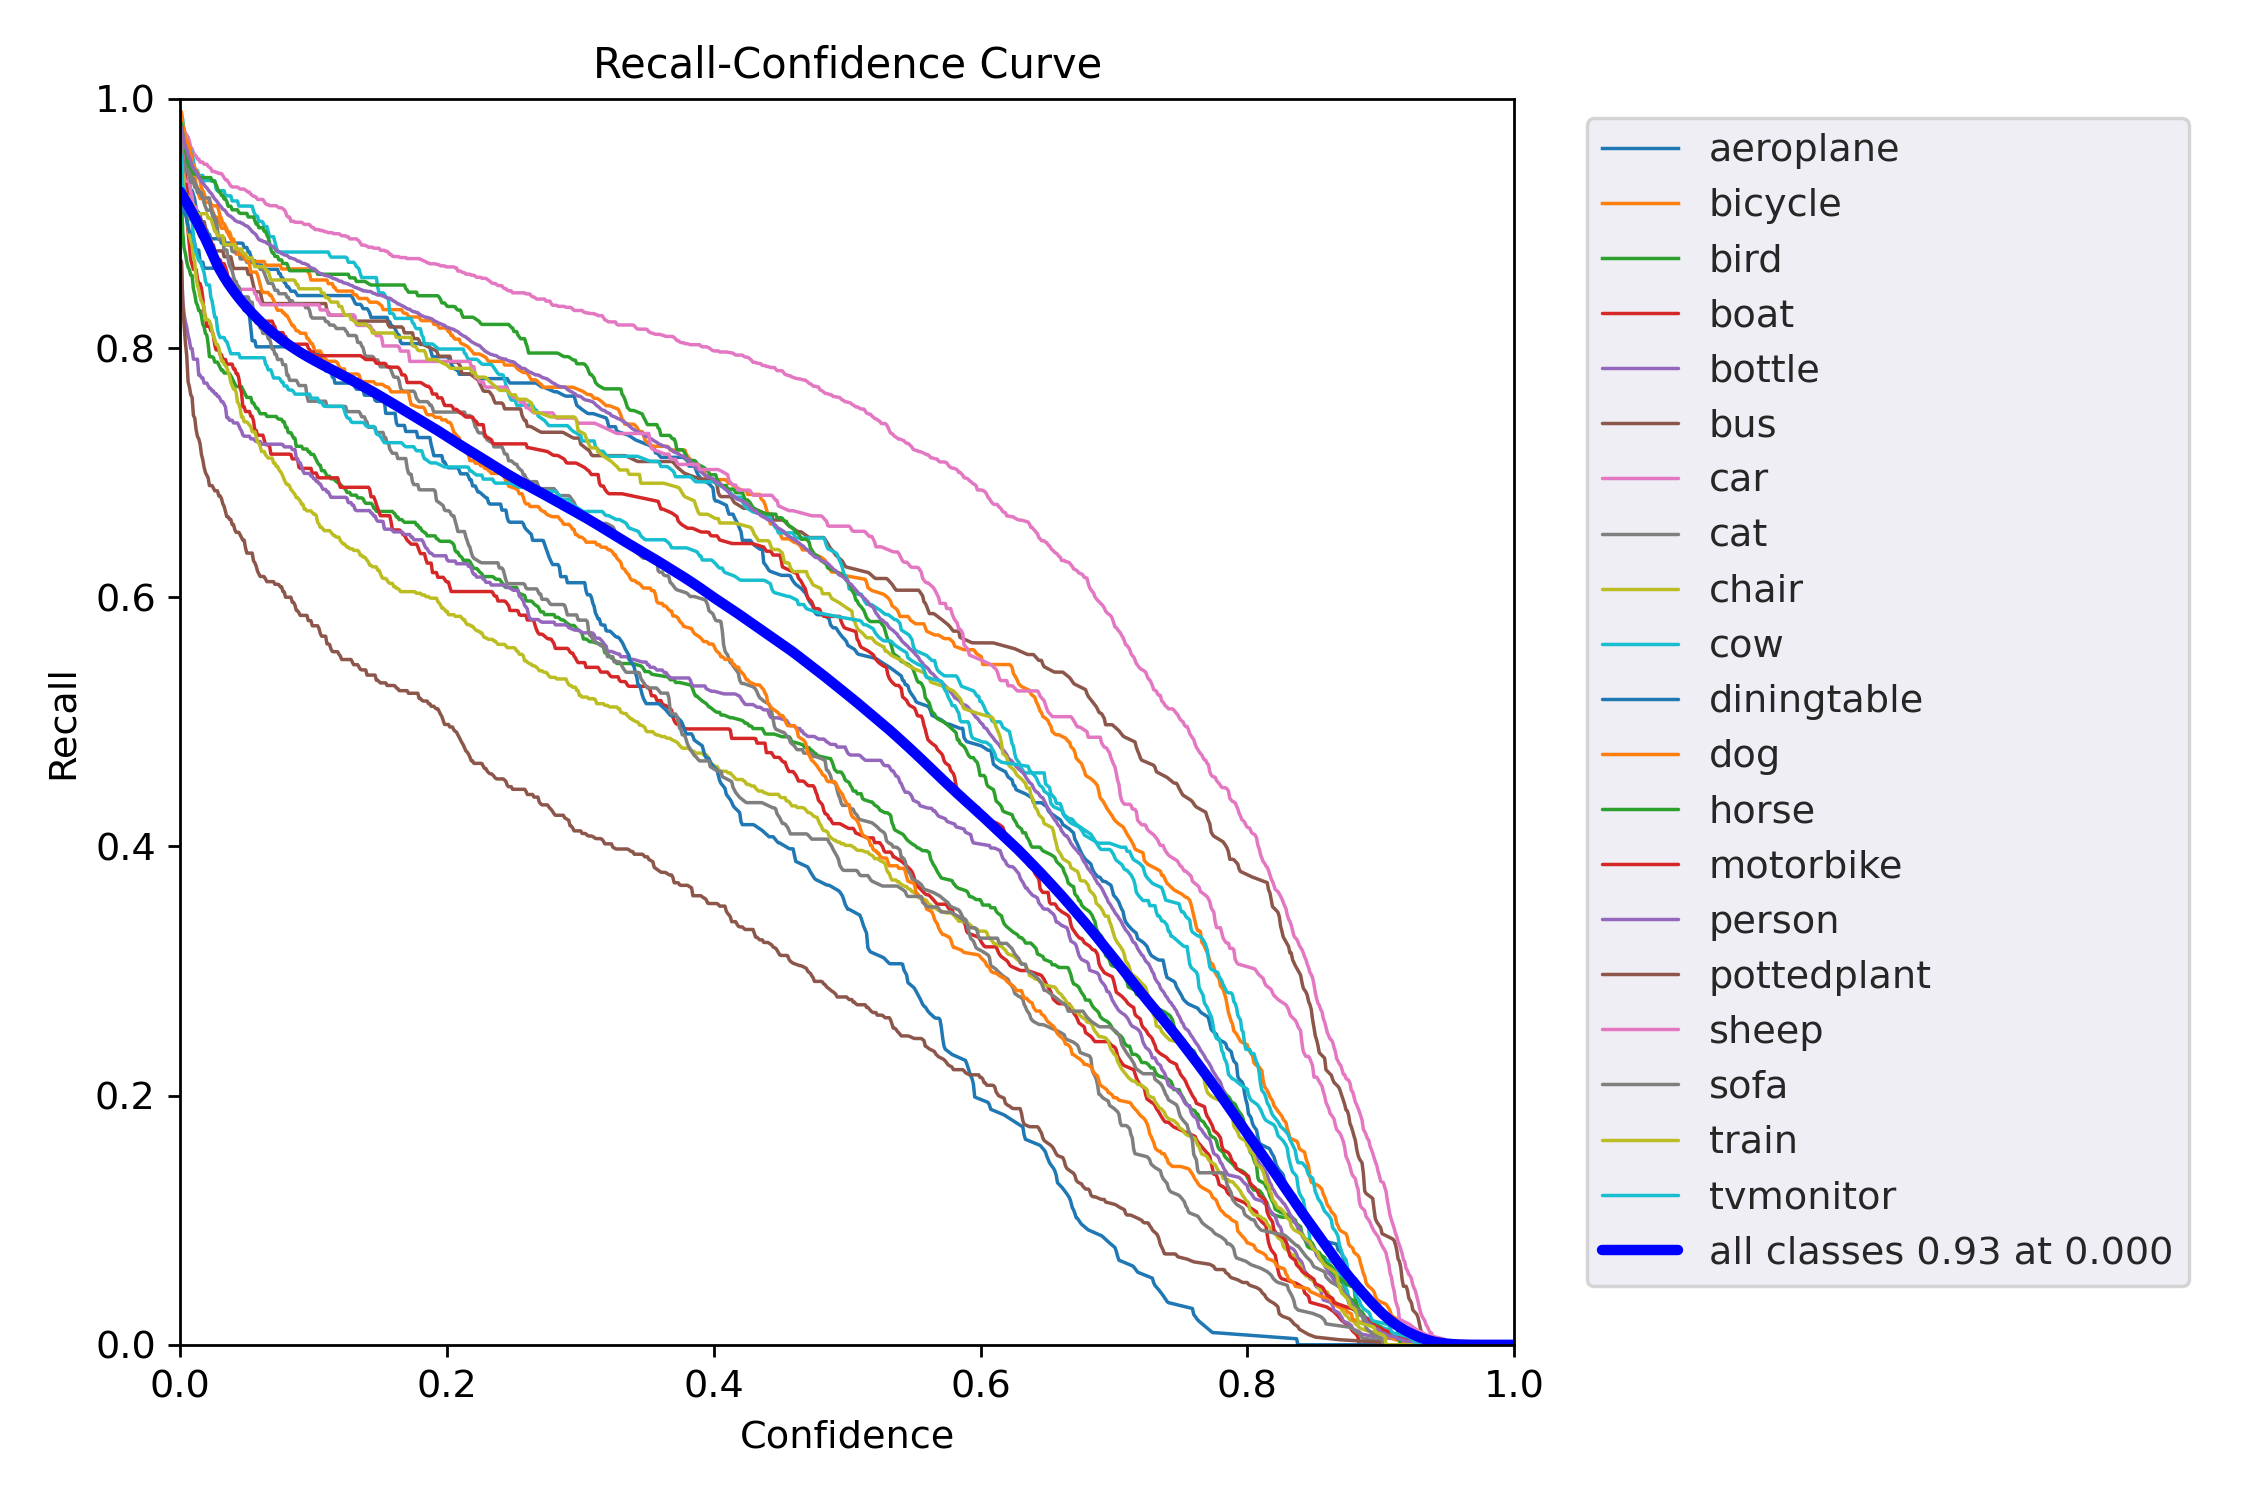 Recall-Confidence Curve
1.0
0.8
0.6
0.4
0.2
0.0
Recall
0.0 0.2 0.4 0.6 0.8 1.0
Confidence
aeroplane
bicycle
bird
boat
bottle
bus
car
cat
chair
cow
diningtable
dog
horse
motorbike
person
pottedplant
sheep
sofa
train
tvmonitor
all classes 0.93 at 0.000